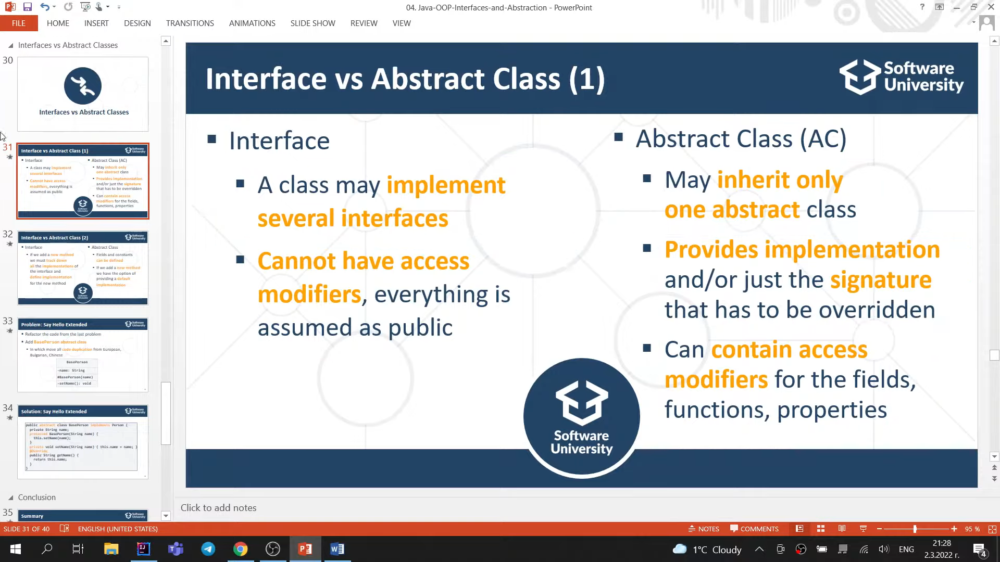 04. Java-OOP-Interfaces-and-Abstraction - PowerPoint
?
FILE
HOME
INSERT
DESIGN
TRANSITIONS
ANIMATIONS
SLIDE SHOW
REVIEW
VIEW
Interfaces vs Abstract Classes
30
Interfaces vs Abstract Classes
31
Interface vs Abstract Class (1)
Software
University
Interface
A class may implement
several interfaces
Cannot have access
modifiers, everything is
assumed as public
Abstract Class (AC)
May inherit only
one abstract class
Provides implementation
and/or just the signature
that has to be overridden
Can contain access
modifiers for the fields,
functions, properties
32
Interface vs Abstract Class (2)
Software
University
Interface
If we add a new method
we must track down
all the implementations of
the interface and
define implementation
for the new method
Abstract Class
Fields and constants
can be defined
If we add a new method
we have the option of
providing a default
implementation
33
Problem: Say Hello Extended
Software
University
Refactor the code from the last problem
Add BasePerson abstract class
In which move all code duplication from European,
Bulgarian, Chinese
BasePerson
-name: String
#BasePerson(name)
-setName(): void
34
Solution: Say Hello Extended
Software
University
public abstract class BasePerson implements Person {
private String name;
protected BasePerson(String name) {
this.setName(name);
}
private void setName(String name) { this.name = name; }
@Override
public String getName() {
return this.name;
}
}
Conclusion
35
Summary
Software
University
Interface vs Abstract Class (1)
Software
University
Interface
A class may implement
several interfaces
Cannot have access
modifiers, everything is
assumed as public
Abstract Class (AC)
May inherit only
one abstract class
Provides implementation
and/or just the signature
that has to be overridden
Can contain access
modifiers for the fields,
functions, properties
Software
University
Click to add notes
SLIDE 31 OF 40
ENGLISH (UNITED STATES)
NOTES
COMMENTS
95 %
1°C Cloudy
ENG
21:28
2.3.2022 г.
4